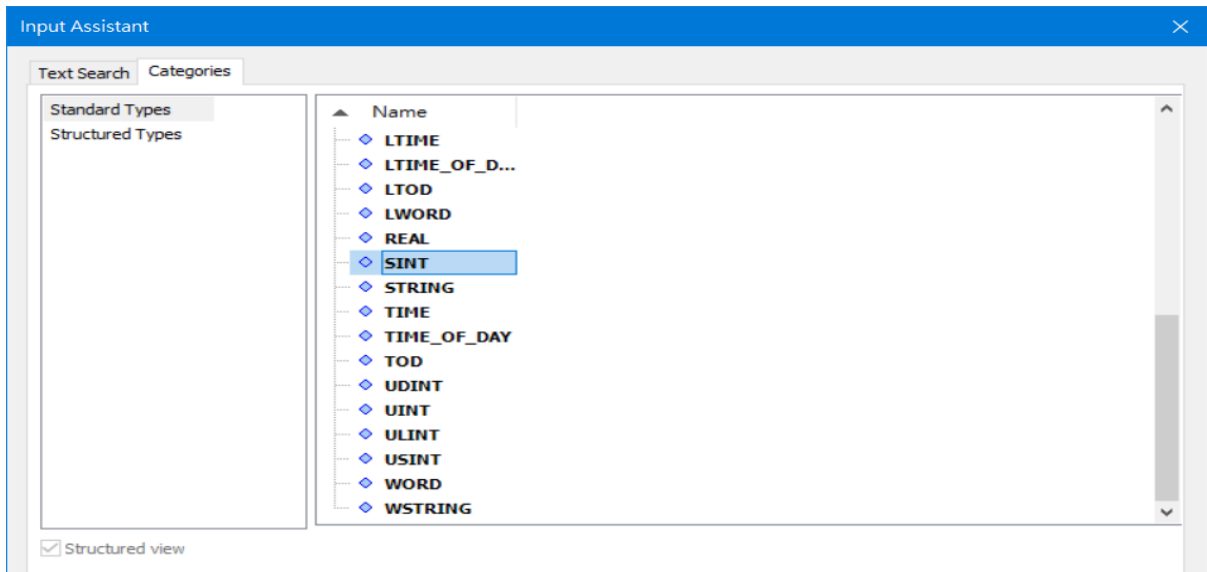 Input Assistant
Text Search Categories
Standard Types
Structured Types
Name
LTIME
LTIME_OF_D...
LTOD
LWORD
REAL
SINT
STRING
TIME
TIME_OF_DAY
TOD
UDINT
UINT
ULINT
USINT
WORD
WSTRING
Structured view